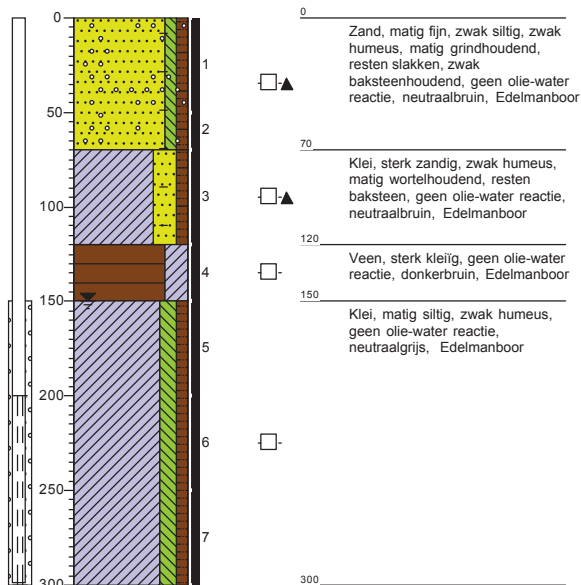 0
50
100
150
200
250
300
1
2
3
4
5
6
7
0
Zand, matig fijn, zwak siltig, zwak
humeus, matig grindhoudend,
resten slakken, zwak
baksteenhoudend, geen olie-water
reactie, neutraalbruin, Edelmanboor
70
Klei, sterk zandig, zwak humeus,
matig wortelhoudend, resten
baksteen, geen olie-water reactie,
neutraalbruin, Edelmanboor
120
Veen, sterk kleiïg, geen olie-water
reactie, donkerbruin, Edelmanboor
150
Klei, matig siltig, zwak humeus,
geen olie-water reactie,
neutraalgrijs, Edelmanboor
300